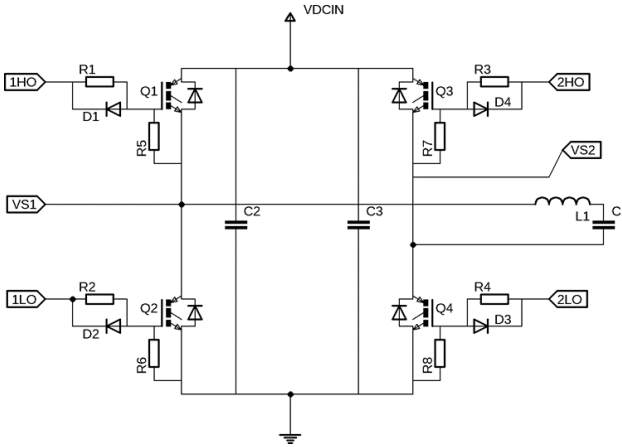 VDCIN
R1
R3
1HO
Q1
Q3
2HO
D1
D4
R5
R7
VS2
VS1
C2
C3
L1
C
R2
R4
1LO
Q2
Q4
2LO
D2
D3
R6
R8